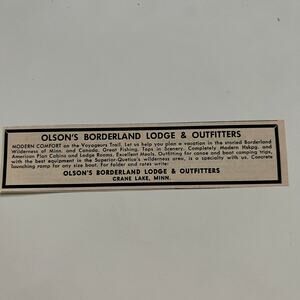 OLSON'S BORDERLAND LODGE & OUTFITTERS
MODERN COMFORT on the Voyageurs Trail. Let us help you plan a vacation in the storied Borderland
Wilderness of Minn. and Canada. Great Fishing. Tops in Scenery. Completely Modern Hskpg. and
American Plan Cabins and Lodge Rooms. Excellent Meals. Outfitting for canoe and boat camping trips,
with the best equipment in the Superior-Quetico's wilderness area, is a specialty with us. Concrete
launching ramp for any size boat. For folder and rates write:
OLSON'S BORDERLAND LODGE & OUTFITTERS
CRANE LAKE, MINN.